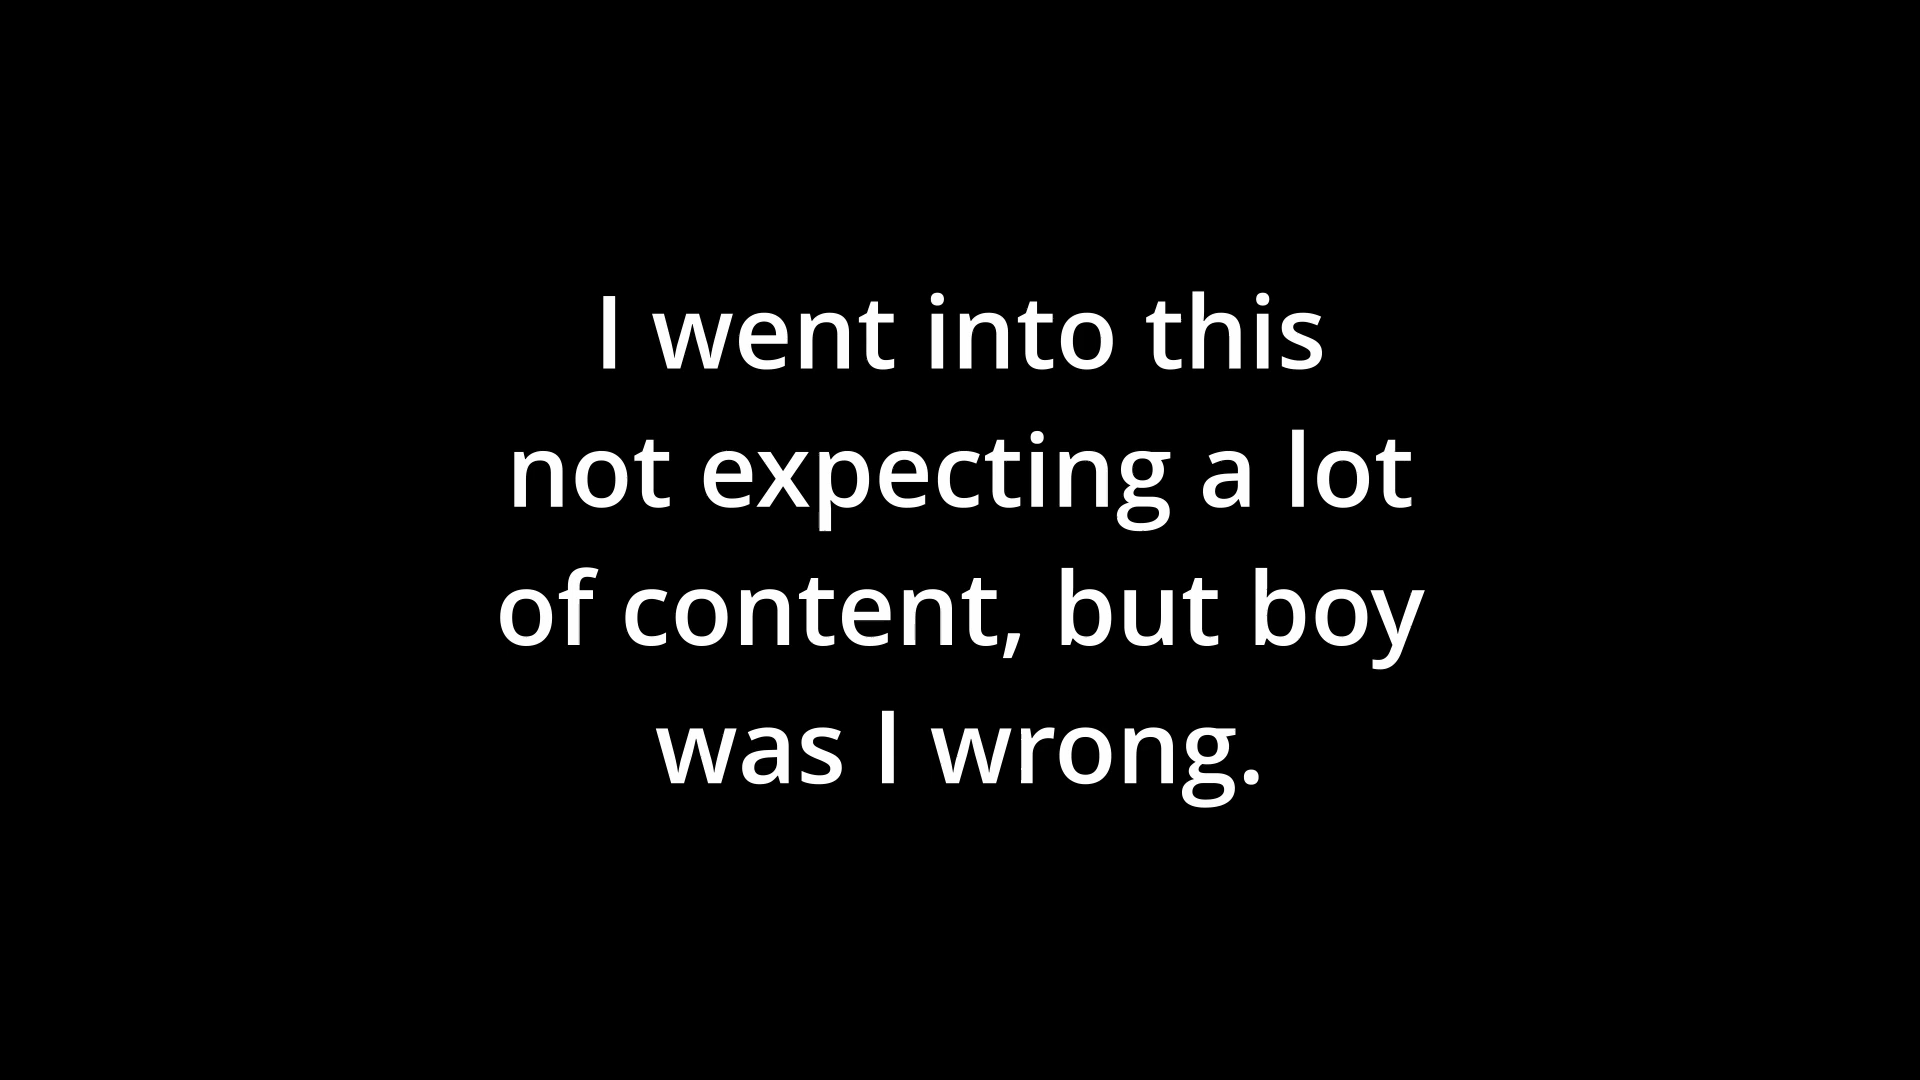 I went into this
not expecting a lot
of content, but boy
was I wrong.